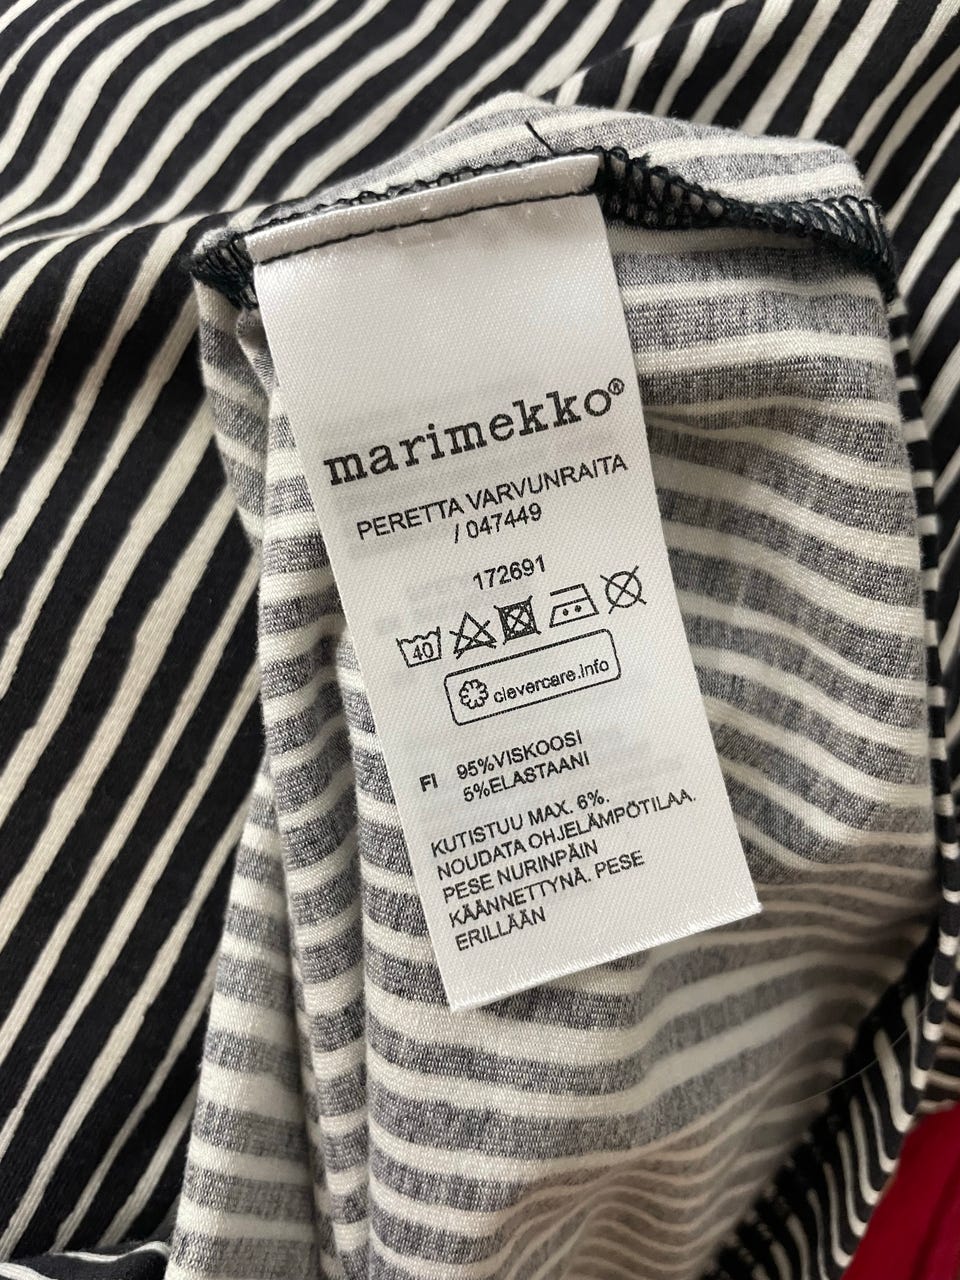 marimekko®
PERETTA VARVUNRAITA
/ 047449
172691
40
clevercare.info
FI 95%VISKOOSI
5%ELASTAANI
KUTISTUU MAX. 6%.
NOUDATA OHJELÄMPÖTILAA.
PESE NURINPÄIN
KÄÄNNETTYNÄ. PESE
ERILLÄÄN